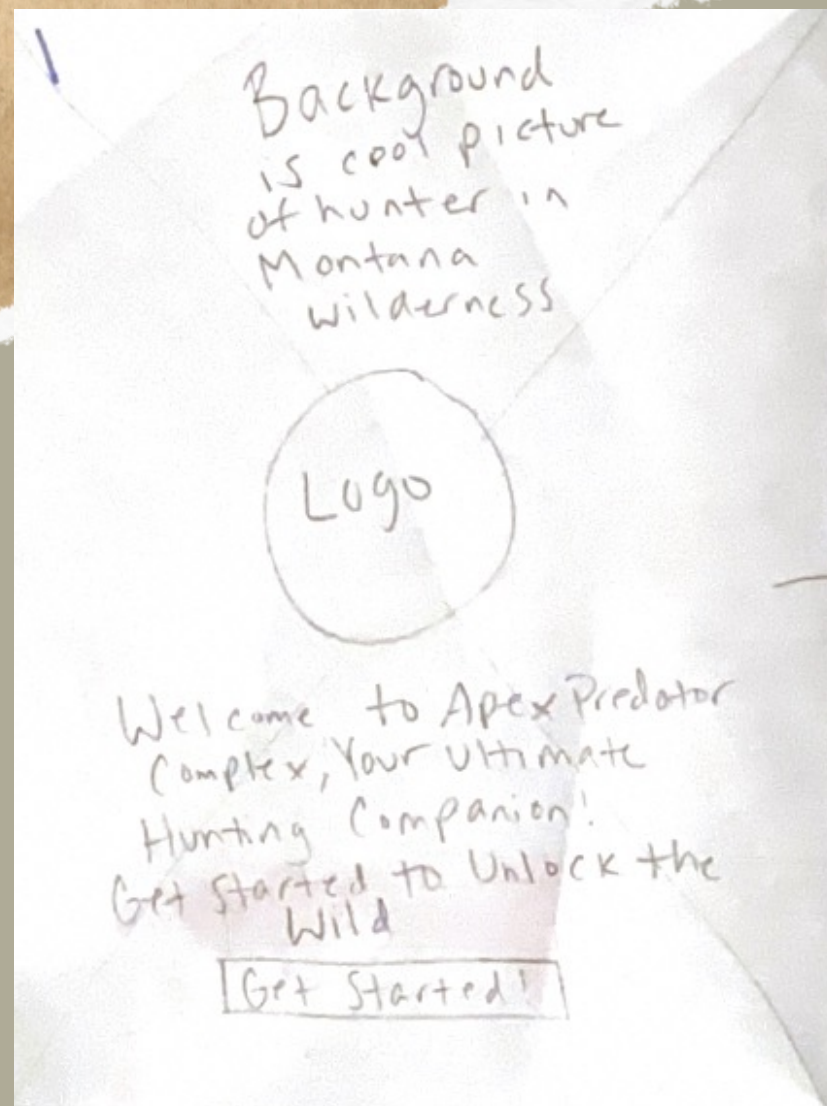 Background
is cool picture
of hunter in
Montana
wilderness
Logo
Welcome to Apex Predator
Complex, Your Ultimate
Hunting Companion!
Get Started to Unlock the
Wild
Get Started!